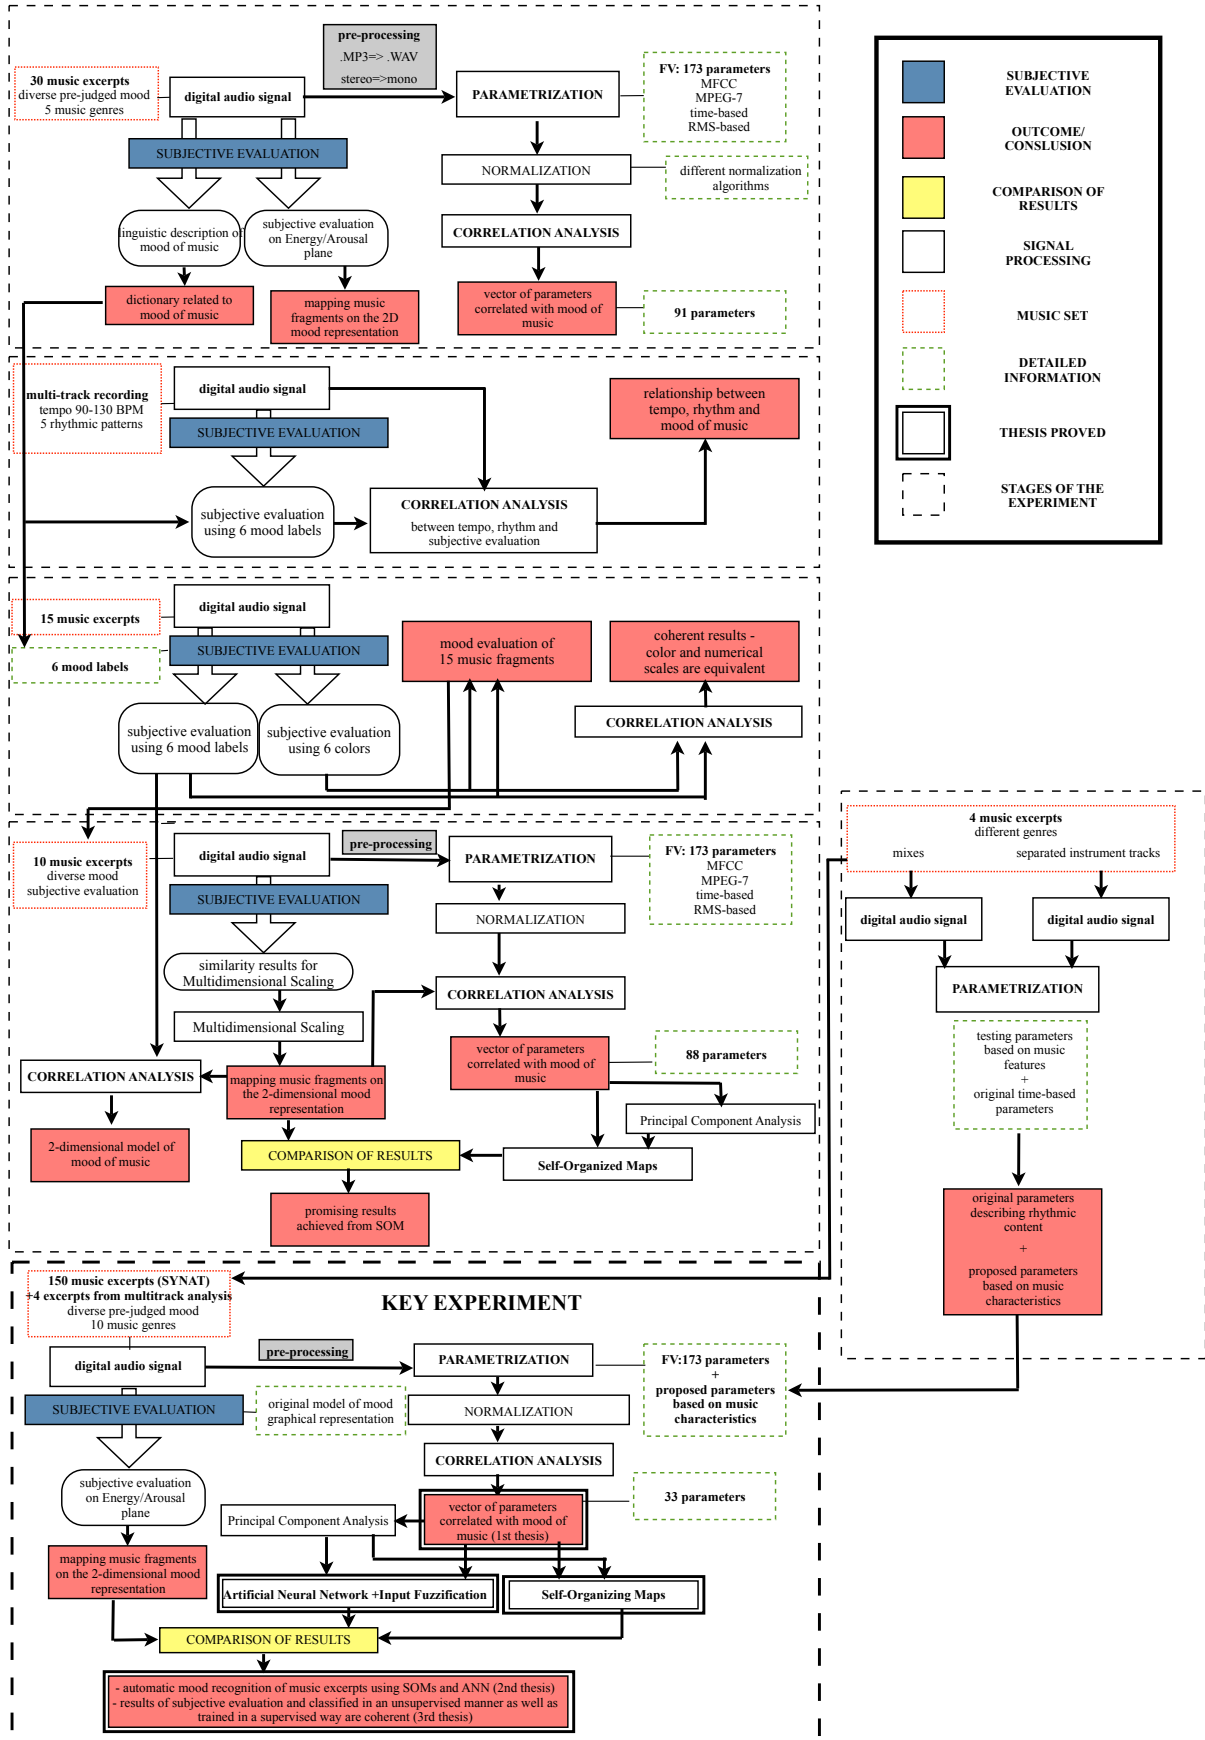 pre-processing
.MP3=> .WAV
stereo=>mono
30 music excerpts
diverse pre-judged mood
5 music genres
digital audio signal
PARAMETRIZATION
FV: 173 parameters
MFCC
MPEG-7
time-based
RMS-based
SUBJECTIVE EVALUATION
NORMALIZATION
different normalization
algorithms
linguistic description of
mood of music
subjective evaluation
on Energy/Arousal
plane
CORRELATION ANALYSIS
dictionary related to
mood of music
mapping music
fragments on the 2D
mood representation
vector of parameters
correlated with mood of
music
91 parameters
SUBJECTIVE
EVALUATION
OUTCOME/
CONSLUSION
COMPARISON OF
RESULTS
SIGNAL
PROCESSING
MUSIC SET
DETAILED
INFORMATION
THESIS PROVED
STAGES OF THE
EXPERIMENT
multi-track recording
tempo 90-130 BPM
5 rhythmic patterns
digital audio signal
SUBJECTIVE EVALUATION
relationship between
tempo, rhythm and
mood of music
subjective evaluation
using 6 mood labels
CORRELATION ANALYSIS
between tempo, rhythm and
subjective evaluation
15 music excerpts
6 mood labels
digital audio signal
SUBJECTIVE EVALUATION
mood evaluation of
15 music fragments
coherent results -
color and numerical
scales are equivalent
subjective evaluation
using 6 mood labels
subjective evaluation
using 6 colors
CORRELATION ANALYSIS
10 music excerpts
diverse mood
subjective evaluation
digital audio signal
pre-processing
PARAMETRIZATION
FV: 173 parameters
MFCC
MPEG-7
time-based
RMS-based
SUBJECTIVE EVALUATION
NORMALIZATION
similarity results for
Multidimensional Scaling
CORRELATION ANALYSIS
Multidimensional Scaling
CORRELATION ANALYSIS
mapping music fragments on
the 2-dimensional mood
representation
vector of parameters
correlated with mood of
music
88 parameters
Principal Component Analysis
2-dimensional model of
mood of music
COMPARISON OF RESULTS
Self-Organized Maps
promising results
achieved from SOM
4 music excerpts
different genres
mixes
separated instrument tracks
digital audio signal
digital audio signal
PARAMETRIZATION
testing parameters
based on music
features
+
original time-based
parameters
original parameters
describing rhythmic
content
+
proposed parameters
based on music
characteristics
150 music excerpts (SYNAT)
+4 excerpts from multitrack analysis
diverse pre-judged mood
10 music genres
KEY EXPERIMENT
digital audio signal
pre-processing
PARAMETRIZATION
FV:173 parameters
+
proposed parameters
based on music
characteristics
SUBJECTIVE EVALUATION
original model of mood
graphical representation
NORMALIZATION
CORRELATION ANALYSIS
subjective evaluation
on Energy/Arousal
plane
33 parameters
Principal Component Analysis
vector of parameters
correlated with mood of
music (1st thesis)
mapping music fragments
on the 2-dimensional mood
representation
Artificial Neural Network +Input Fuzzification
Self-Organizing Maps
COMPARISON OF RESULTS
- automatic mood recognition of music excerpts using SOMs and ANN (2nd thesis)
- results of subjective evaluation and classified in an unsupervised manner as well as
trained in a supervised way are coherent (3rd thesis)